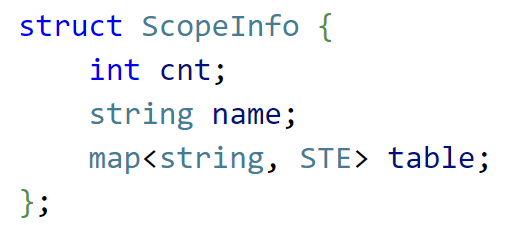 struct ScopeInfo {
    int cnt;
    string name;
    map<string, STE> table;
};